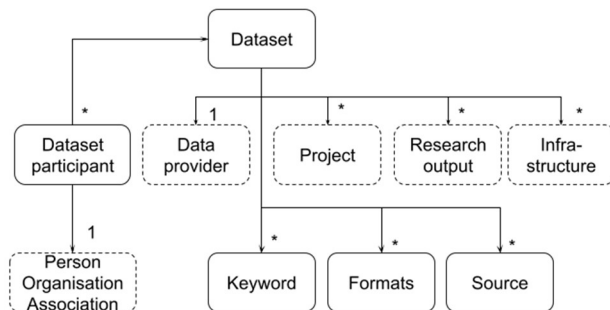 Dataset
*
1
*
*
*
Dataset
participant
Data
provider
Project
Research
output
Infra-
structure
1
*
*
*
Person
Organisation
Association
Keyword
Formats
Source